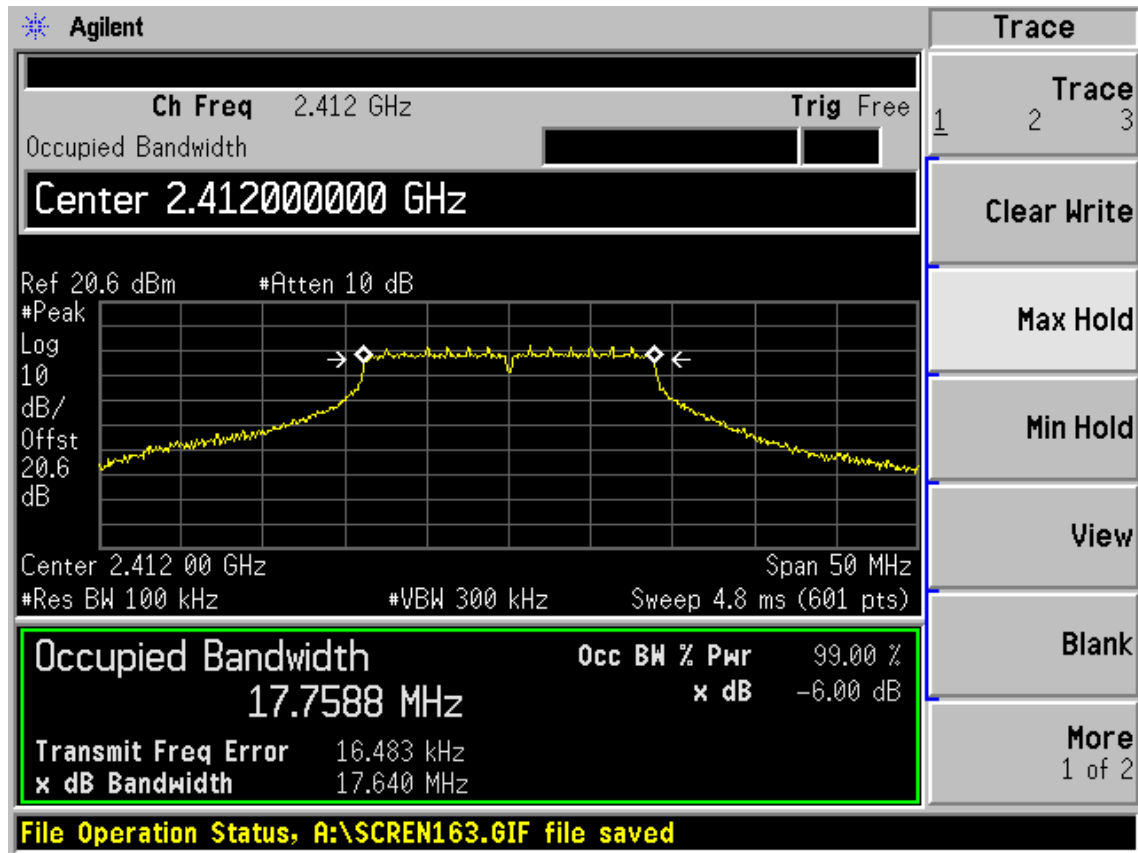 Agilent
Trace
Ch Freq 2.412 GHz Trig Free
Occupied Bandwidth
Center 2.412000000 GHz
Ref 20.6 dBm #Atten 10 dB
#Peak
Log
10
dB/
Offst
20.6
dB
Center 2.412 00 GHz Span 50 MHz
#Res BW 100 kHz #VBW 300 kHz Sweep 4.8 ms (601 pts)
Occupied Bandwidth
17.7588 MHz
Occ BW % Pwr 99.00 %
x dB -6.00 dB
Transmit Freq Error 16.483 kHz
x dB Bandwidth 17.640 MHz
File Operation Status, A:\SCREN163.GIF file saved
Trace
1 2 3
Clear Write
Max Hold
Min Hold
View
Blank
More
1 of 2